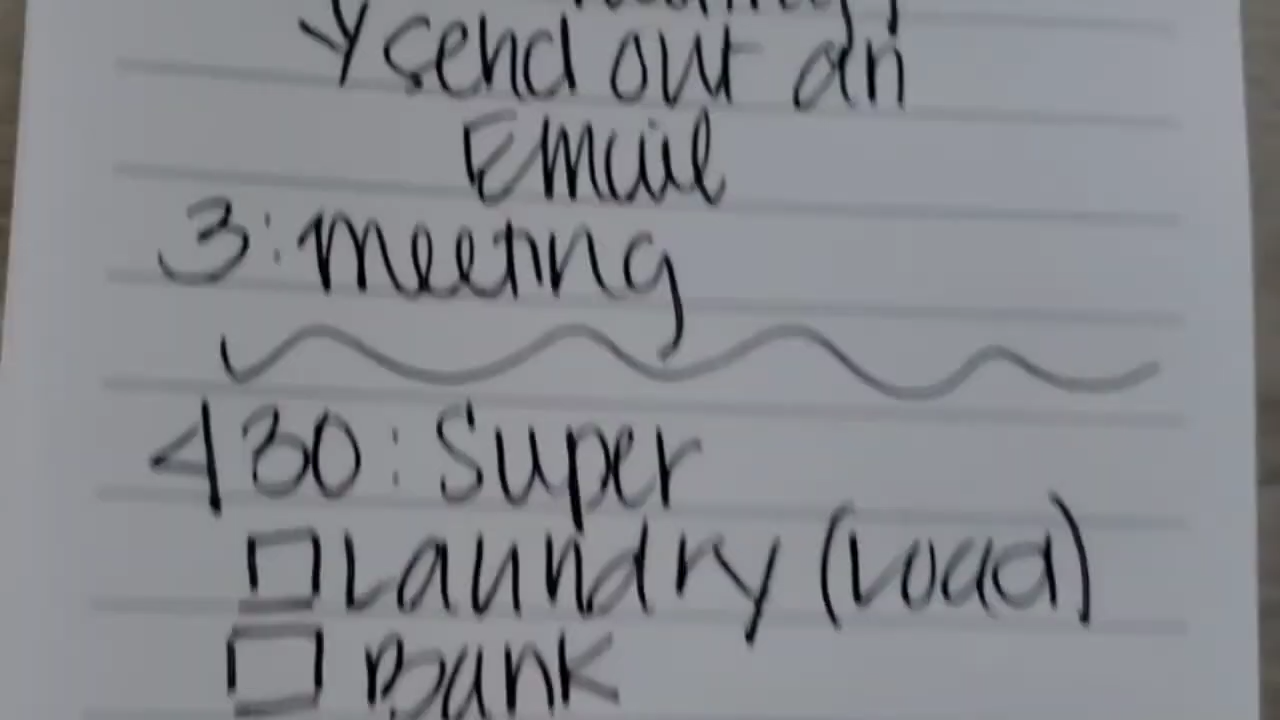 send out an
Email
3: meeting
430: Super
Laundry (Load)
Bank